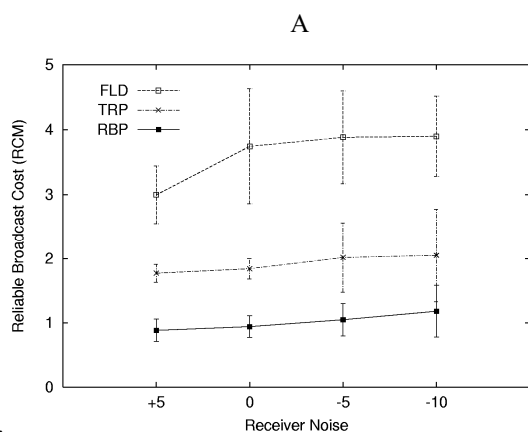 A
5
4
3
2
1
0
Reliable Broadcast Cost (RCM)
FLD
TRP
RBP
+5 0 -5 -10
Receiver Noise